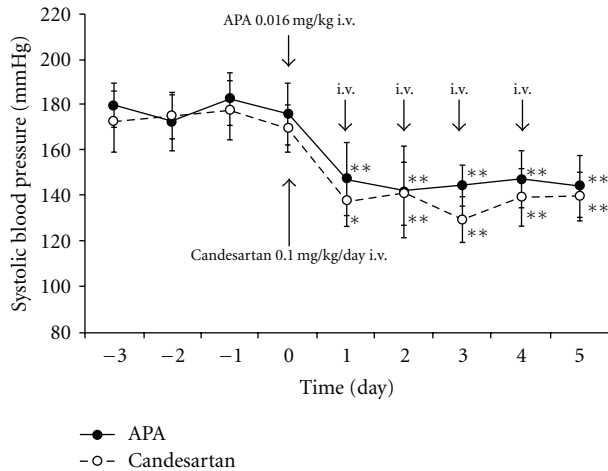 APA 0.016 mg/kg i.v.
220
200
180
160
140
120
100
80
Systolic blood pressure (mmHg)
i.v. i.v. i.v. i.v.
** ** ** ** **
* ** ** ** **
Candesartan 0.1 mg/kg/day i.v.
−3 −2 −1 0 1 2 3 4 5
Time (day)
APA
Candesartan